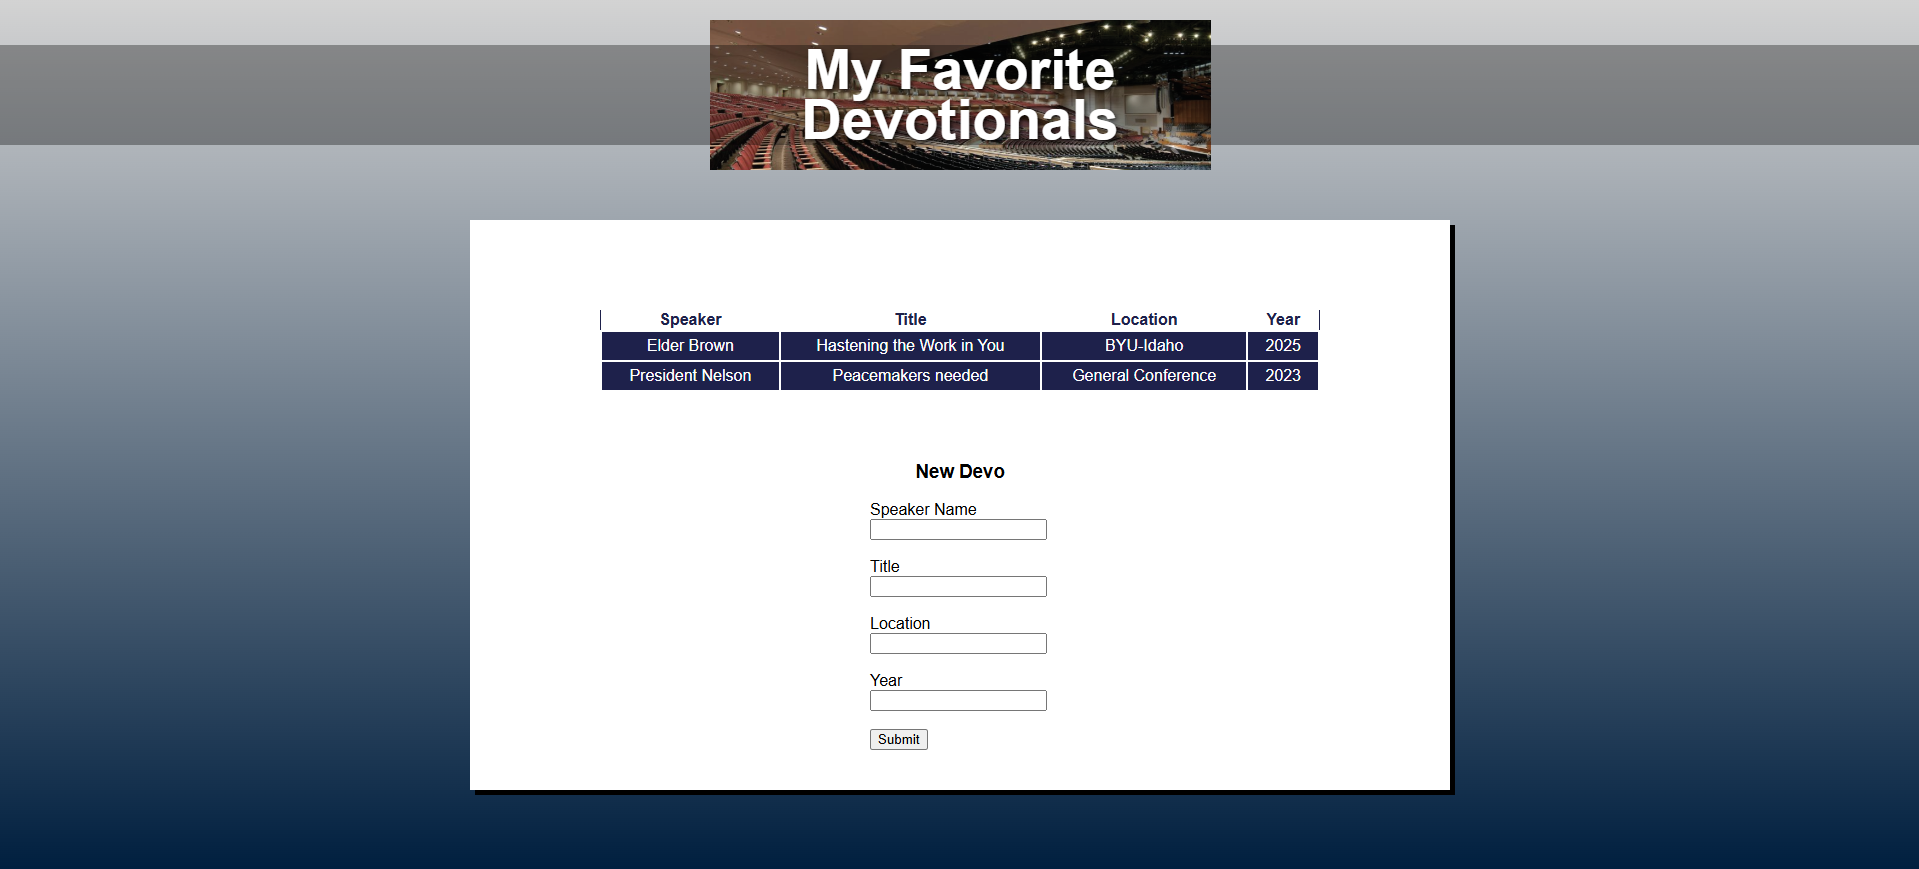 My Favorite
Devotionals
Speaker Title Location Year
Elder Brown Hastening the Work in You BYU-Idaho 2025
President Nelson Peacemakers needed General Conference 2023
New Devo
Speaker Name
Title
Location
Year
Submit